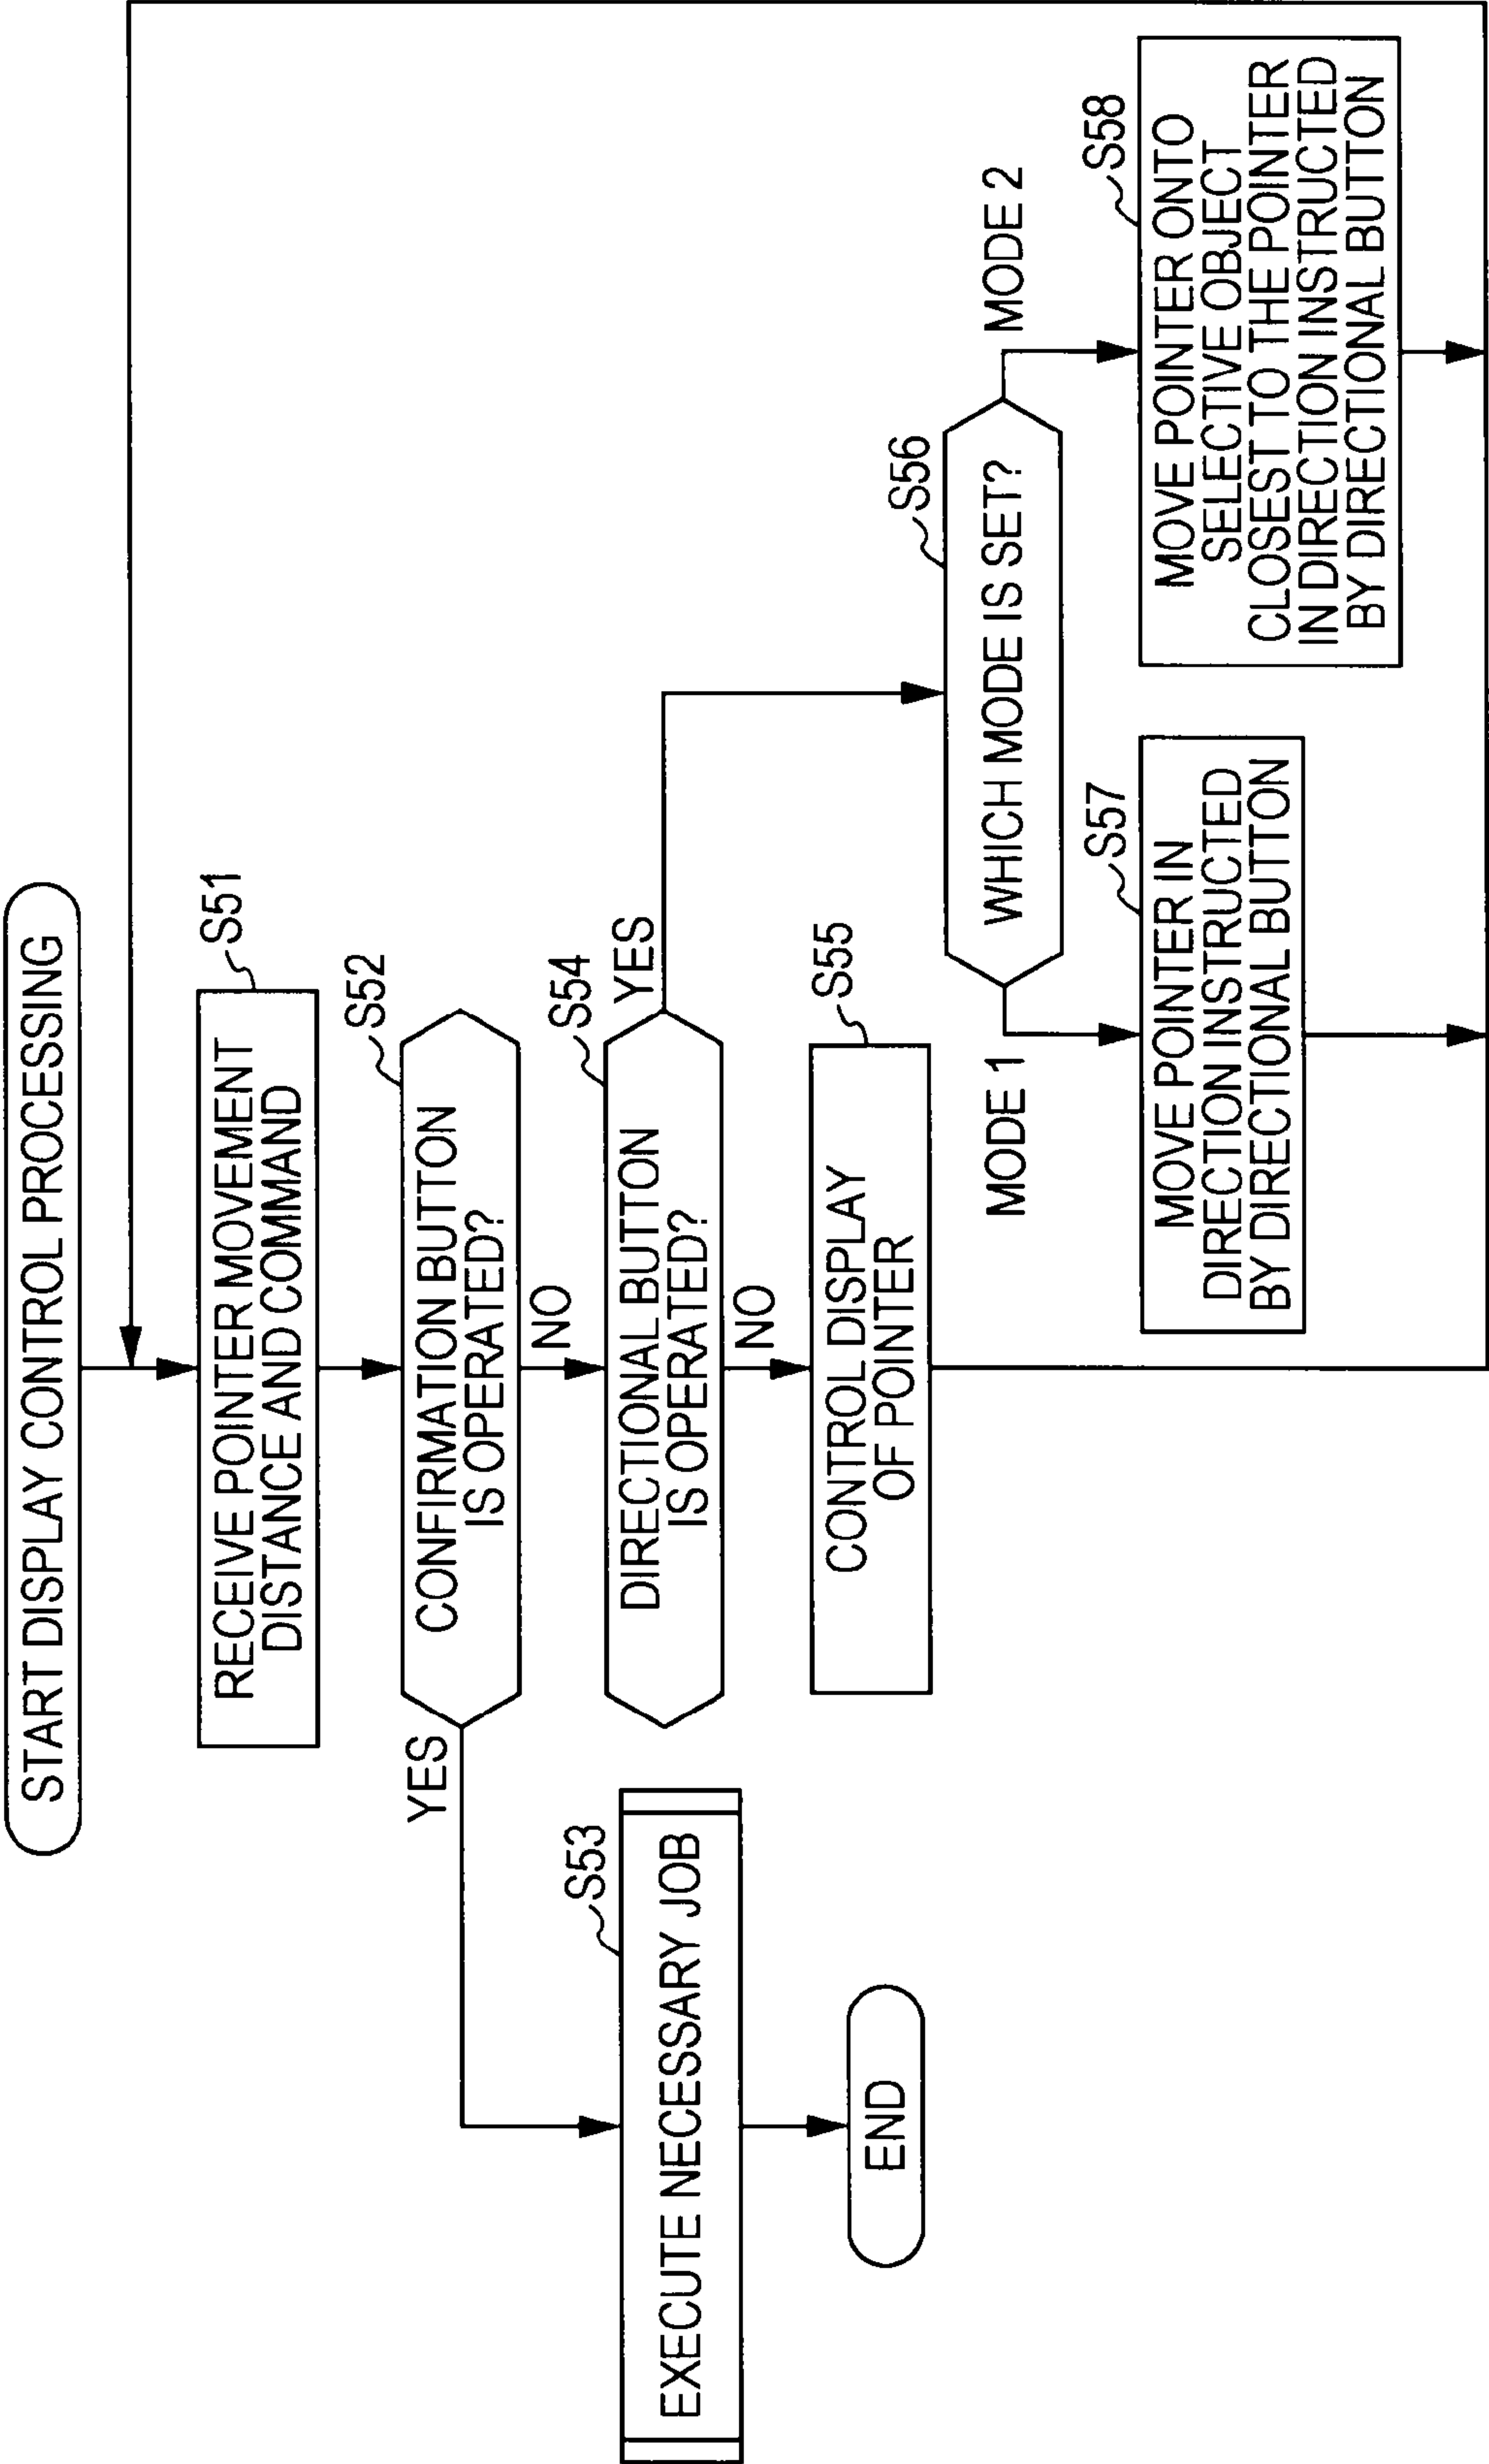 START DISPLAY CONTROL PROCESSING
S51
RECEIVE POINTER MOVEMENT
DISTANCE AND COMMAND
S52
CONFIRMATION BUTTON
IS OPERATED?
YES
NO
S53
EXECUTE NECESSARY JOB
END
S54
DIRECTIONAL BUTTON
IS OPERATED?
YES
NO
S55
CONTROL DISPLAY
OF POINTER
S56
WHICH MODE IS SET?
MODE 1
MODE 2
S57
MOVE POINTER IN
DIRECTION INSTRUCTED
BY DIRECTIONAL BUTTON
S58
MOVE POINTER ONTO
SELECTIVE OBJECT
CLOSEST TO THE POINTER
IN DIRECTION INSTRUCTED
BY DIRECTIONAL BUTTON